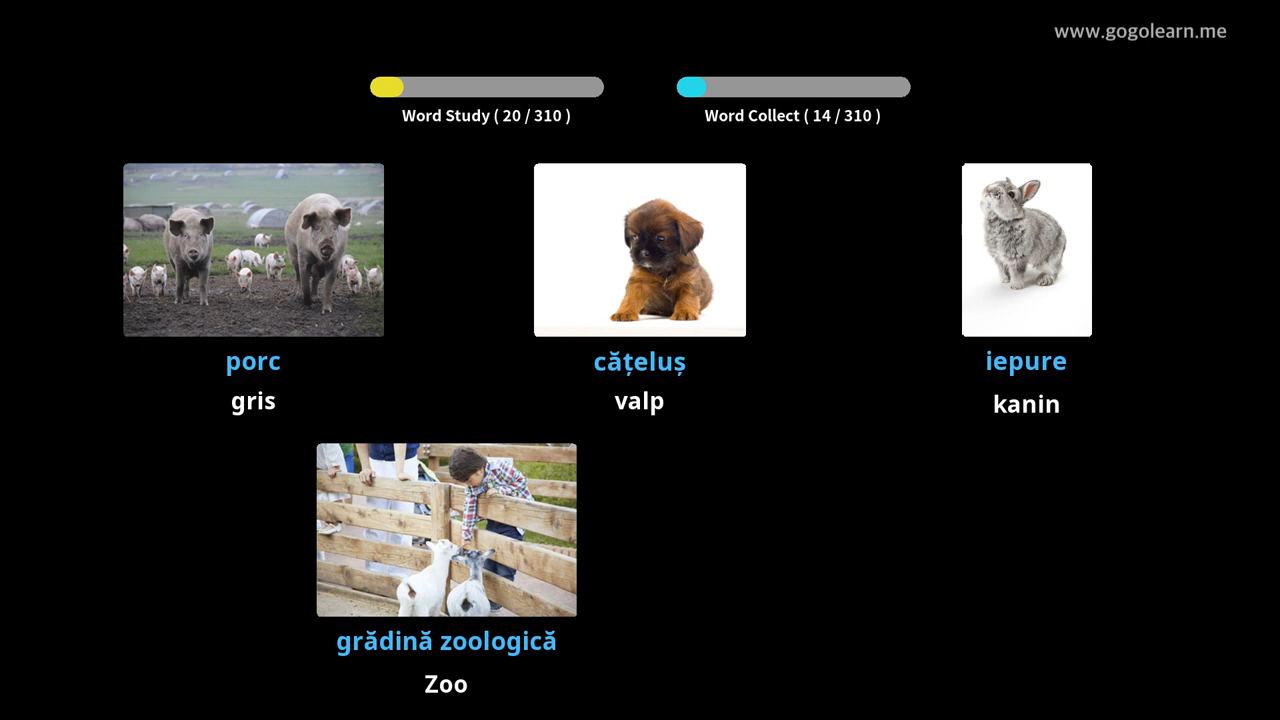 www.gogolearn.me
Word Study ( 20 / 310 )
Word Collect ( 14 / 310 )
porc
cățeluș
iepure
gris
valp
kanin
grădină zoologică
Zoo